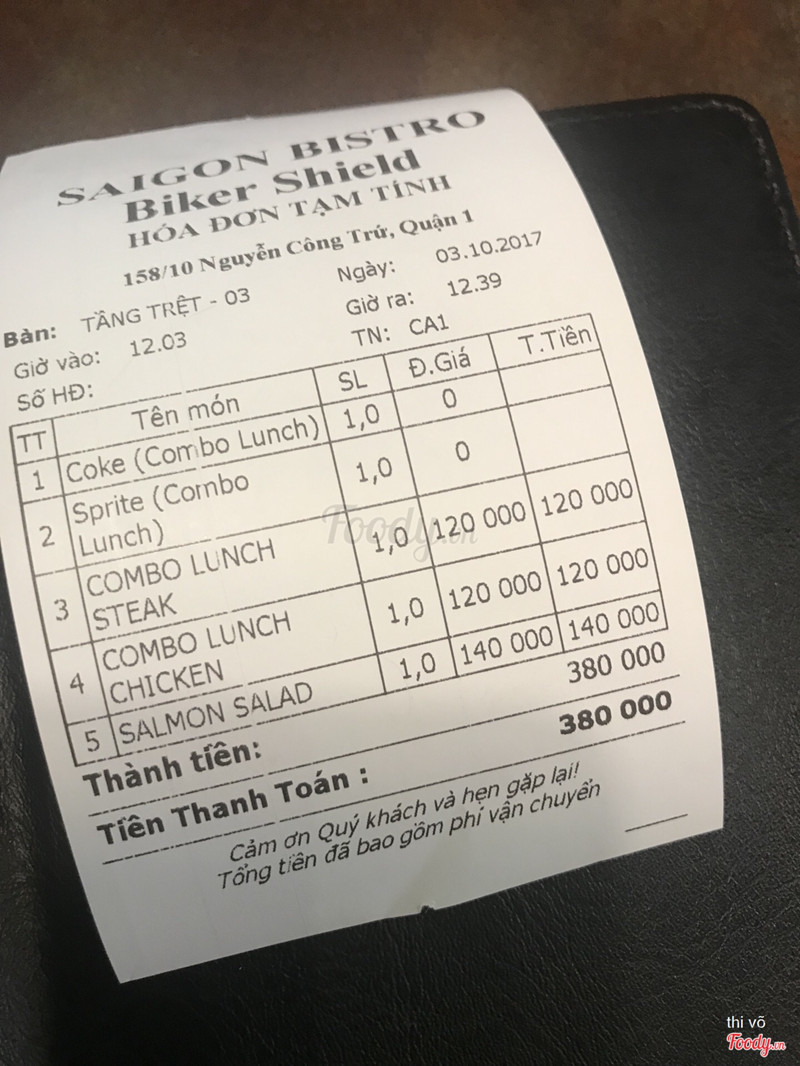 SAIGON BISTRO
Biker Shield
HÓA ĐƠN TẠM TÍNH
158/10 Nguyễn Công Trứ, Quận 1
Bàn: TẦNG TRỆT - 03 Ngày: 03.10.2017
Giờ vào: 12.03 Giờ ra: 12.39
Số HĐ: TN: CA1
TT Tên món SL Đ.Giá T.Tiền
1 Coke (Combo Lunch) 1,0 0
2 Sprite (Combo
Lunch) 1,0 0
3 COMBO LUNCH
STEAK 1,0 120 000 120 000
4 COMBO LUNCH
CHICKEN 1,0 120 000 120 000
5 SALMON SALAD 1,0 140 000 140 000
Thành tiền: 380 000
Tiền Thanh Toán : 380 000
Cảm ơn Quý khách và hẹn gặp lại!
Tổng tiền đã bao gồm phí vận chuyển
Foody.vn
thi võ
Foody.vn